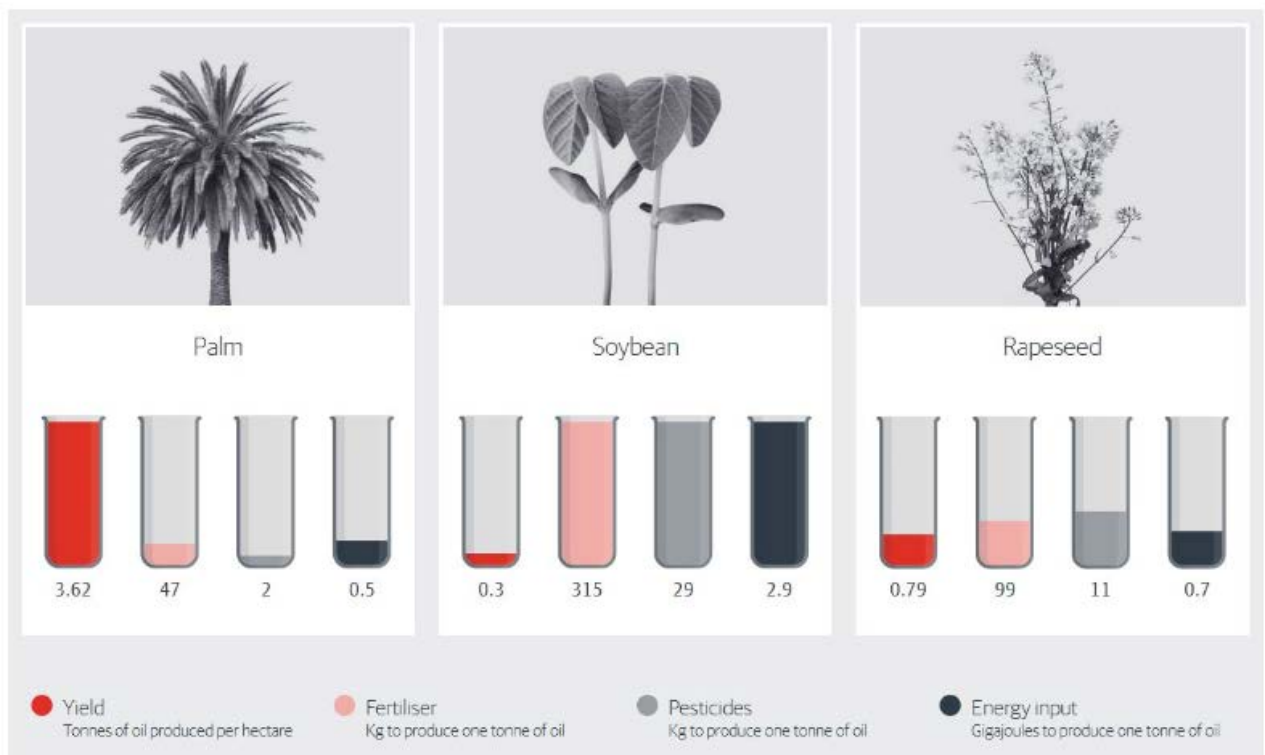 Palm
Soybean
Rapeseed
3.62 47 2 0.5
0.3 315 29 2.9
0.79 99 11 0.7
Yield
Tonnes of oil produced per hectare
Fertiliser
Kg to produce one tonne of oil
Pesticides
Kg to produce one tonne of oil
Energy input
Gigajoules to produce one tonne of oil